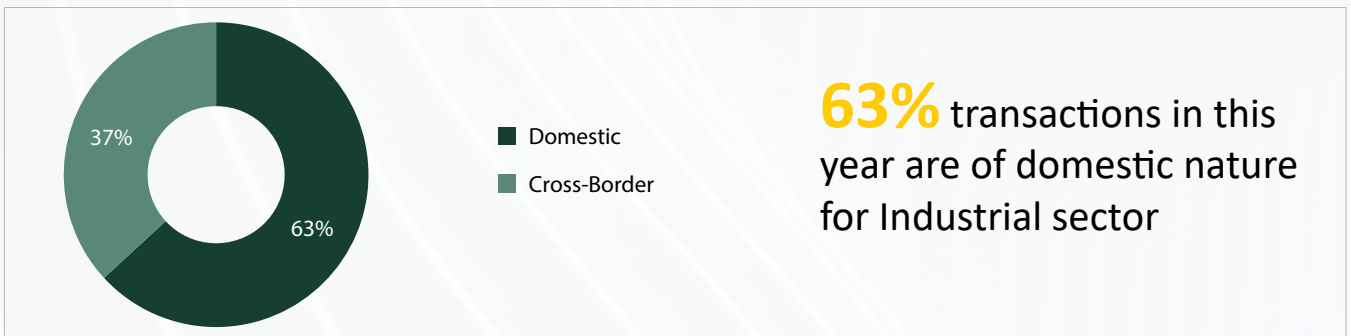 37%
63%
Domestic
Cross-Border
63% transactions in this
year are of domestic nature
for Industrial sector